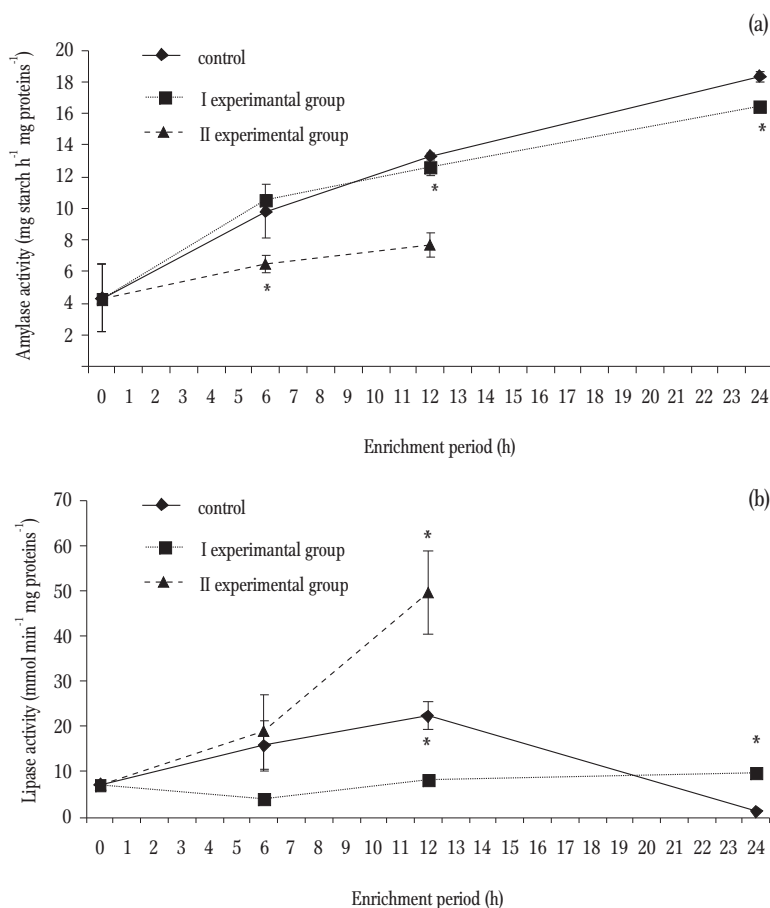 (a)
20
18
16
14
12
10
8
6
4
2
Amylase activity (mg starch h⁻¹ mg proteins⁻¹)
control
I experimantal group
II experimental group
*
*
*
0 1 2 3 4 5 6 7 8 9 10 11 12 13 14 15 16 17 18 19 20 21 22 23 24
Enrichment period (h)
(b)
70
60
50
40
30
20
10
0
Lipase activity (mmol min⁻¹ mg proteins⁻¹)
control
I experimantal group
II experimental group
*
*
*
0 1 2 3 4 5 6 7 8 9 10 11 12 13 14 15 16 17 18 19 20 21 22 23 24
Enrichment period (h)